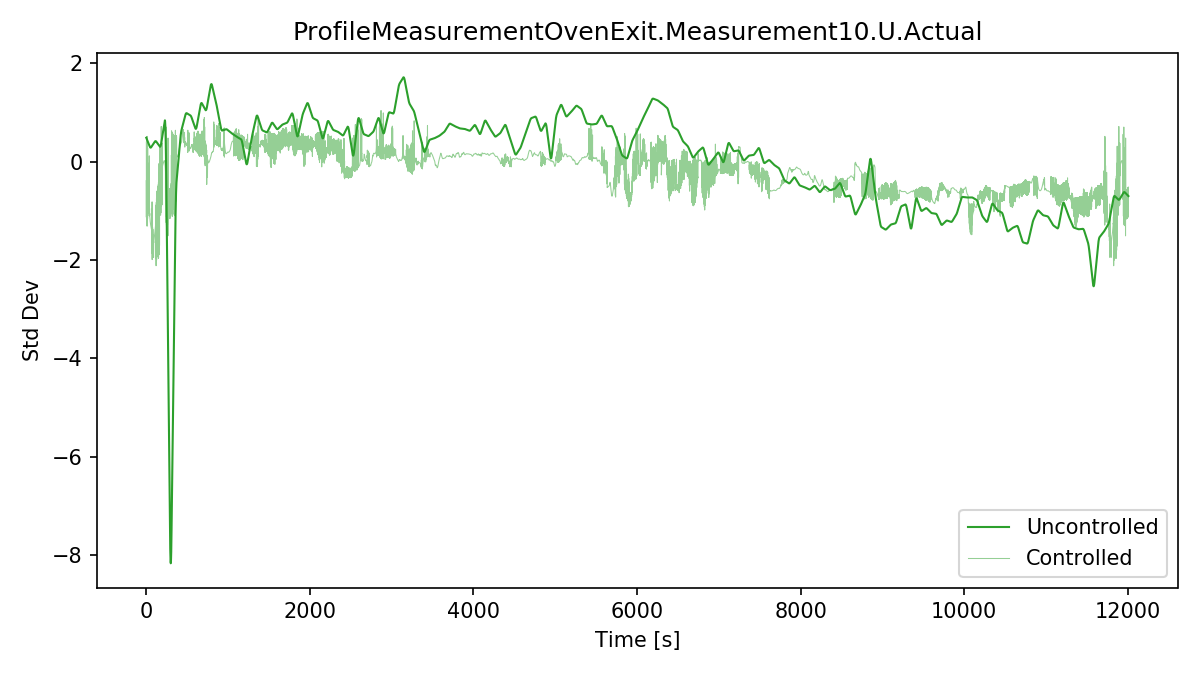 ProfileMeasurementOvenExit.Measurement10.U.Actual
2
0
−2
−4
−6
−8
Std Dev
Uncontrolled
Controlled
0 2000 4000 6000 8000 10000 12000
Time [s]